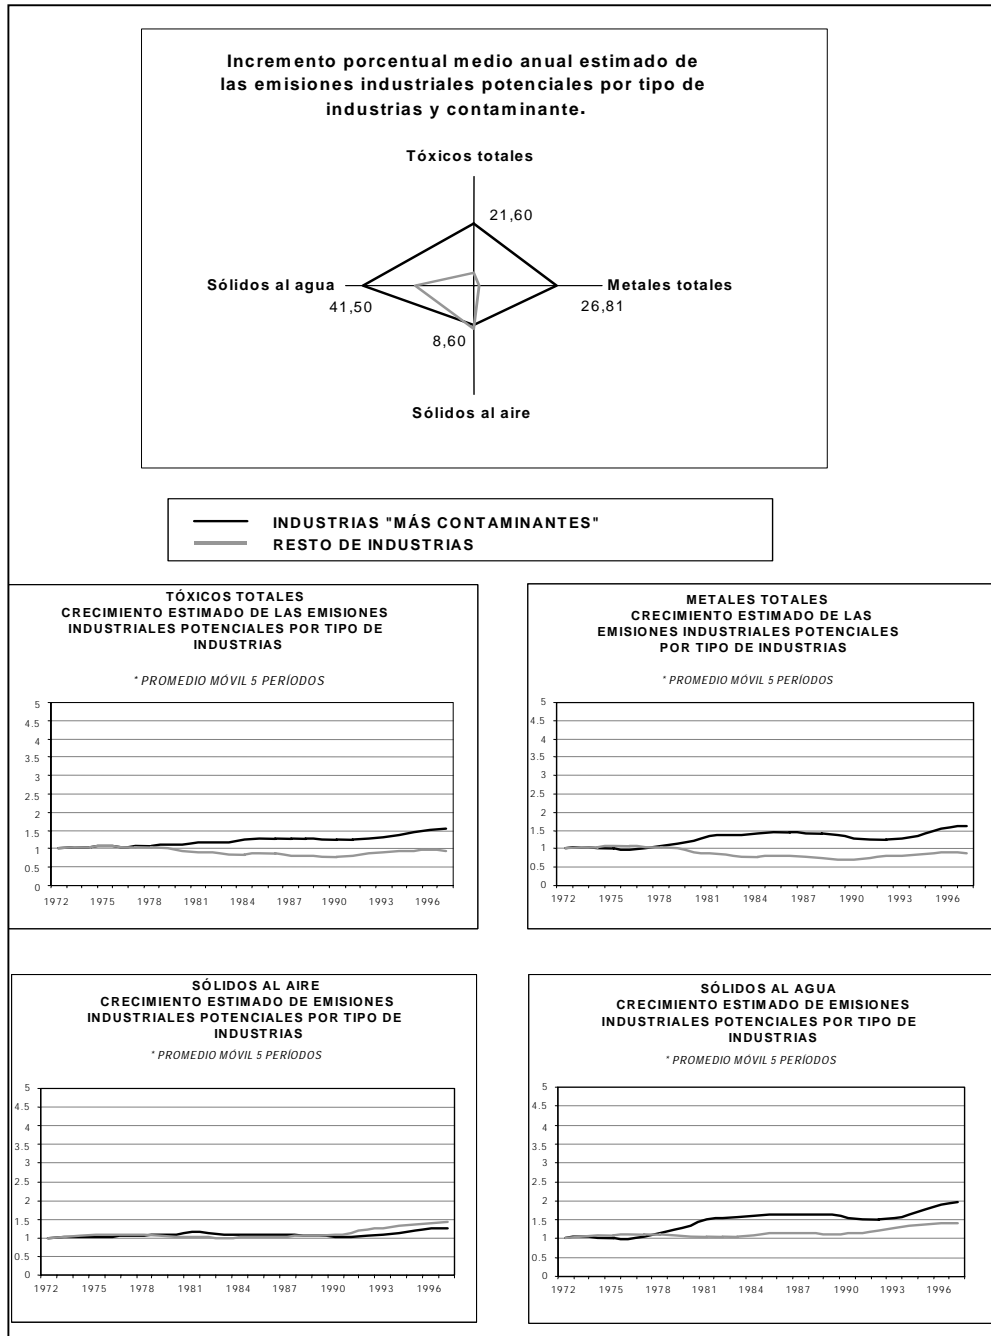 Incremento porcentual medio anual estimado de
las emisiones industriales potenciales por tipo de
industrias y contaminante.
Tóxicos totales
21,60
Sólidos al agua
Metales totales
41,50
26,81
8,60
Sólidos al aire
INDUSTRIAS "MÁS CONTAMINANTES"
RESTO DE INDUSTRIAS
TÓXICOS TOTALES
CRECIMIENTO ESTIMADO DE LAS EMISIONES
INDUSTRIALES POTENCIALES POR TIPO DE
INDUSTRIAS
* PROMEDIO MÓVIL 5 PERÍODOS
5
4.5
4
3.5
3
2.5
2
1.5
1
0.5
0
1972 1975 1978 1981 1984 1987 1990 1993 1996
METALES TOTALES
CRECIMIENTO ESTIMADO DE LAS
EMISIONES INDUSTRIALES POTENCIALES
POR TIPO DE INDUSTRIAS
* PROMEDIO MÓVIL 5 PERÍODOS
5
4.5
4
3.5
3
2.5
2
1.5
1
0.5
0
1972 1975 1978 1981 1984 1987 1990 1993 1996
SÓLIDOS AL AIRE
CRECIMIENTO ESTIMADO DE EMISIONES
INDUSTRIALES POTENCIALES POR TIPO DE
INDUSTRIAS
* PROMEDIO MÓVIL 5 PERÍODOS
5
4.5
4
3.5
3
2.5
2
1.5
1
0.5
0
1972 1975 1978 1981 1984 1987 1990 1993 1996
SÓLIDOS AL AGUA
CRECIMIENTO ESTIMADO DE EMISIONES
INDUSTRIALES POTENCIALES POR TIPO DE
INDUSTRIAS
* PROMEDIO MÓVIL 5 PERÍODOS
5
4.5
4
3.5
3
2.5
2
1.5
1
0.5
0
1972 1975 1978 1981 1984 1987 1990 1993 1996